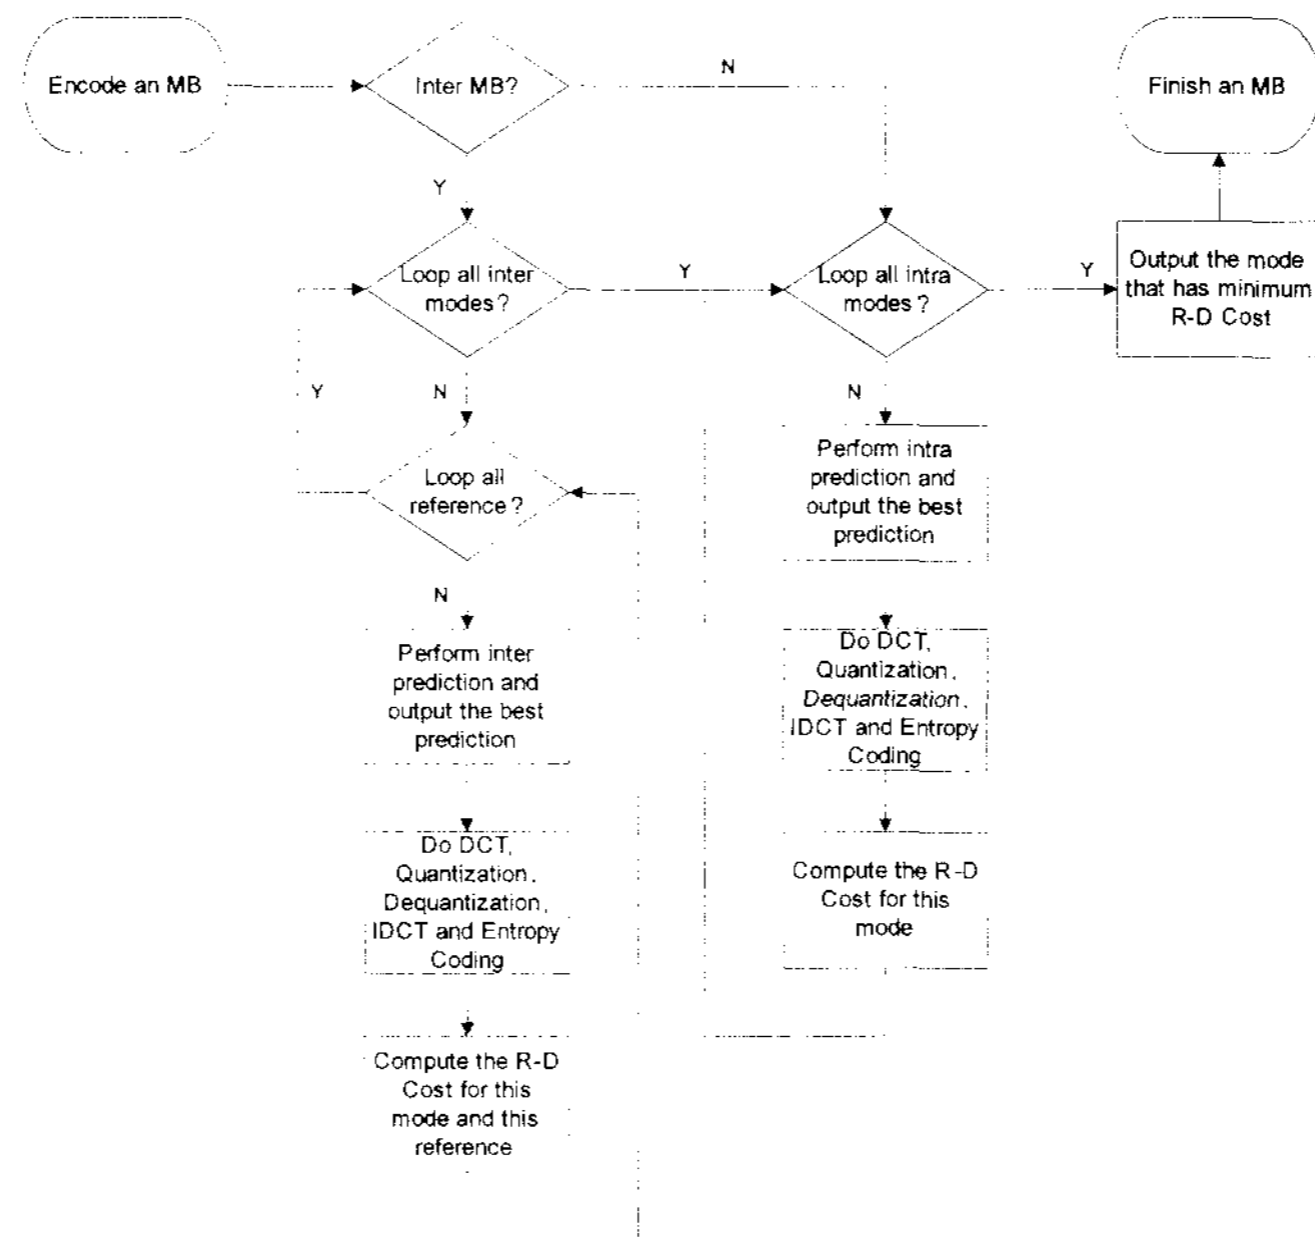 Encode an MB
Inter MB?
N
Finish an MB
Y
Loop all inter
modes?
Y
Loop all intra
modes?
Y
Output the mode
that has minimum
R-D Cost
Y
N
N
Loop all
reference?
Perform intra
prediction and
output the best
prediction
N
Perform inter
prediction and
output the best
prediction
Do DCT,
Quantization,
Dequantization,
IDCT and Entropy
Coding
Do DCT,
Quantization,
Dequantization,
IDCT and Entropy
Coding
Compute the R-D
Cost for this
mode
Compute the R-D
Cost for this
mode and this
reference